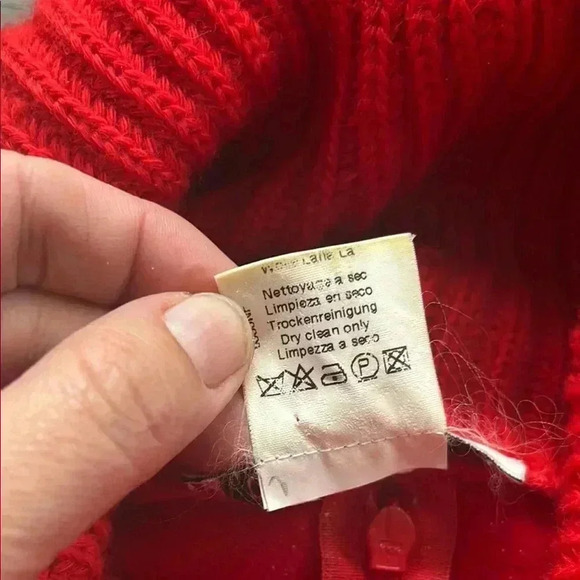 Nettoyage a sec
Limpieza en seco
Trockenreinigung
Dry clean only
Limpezza a seco
P